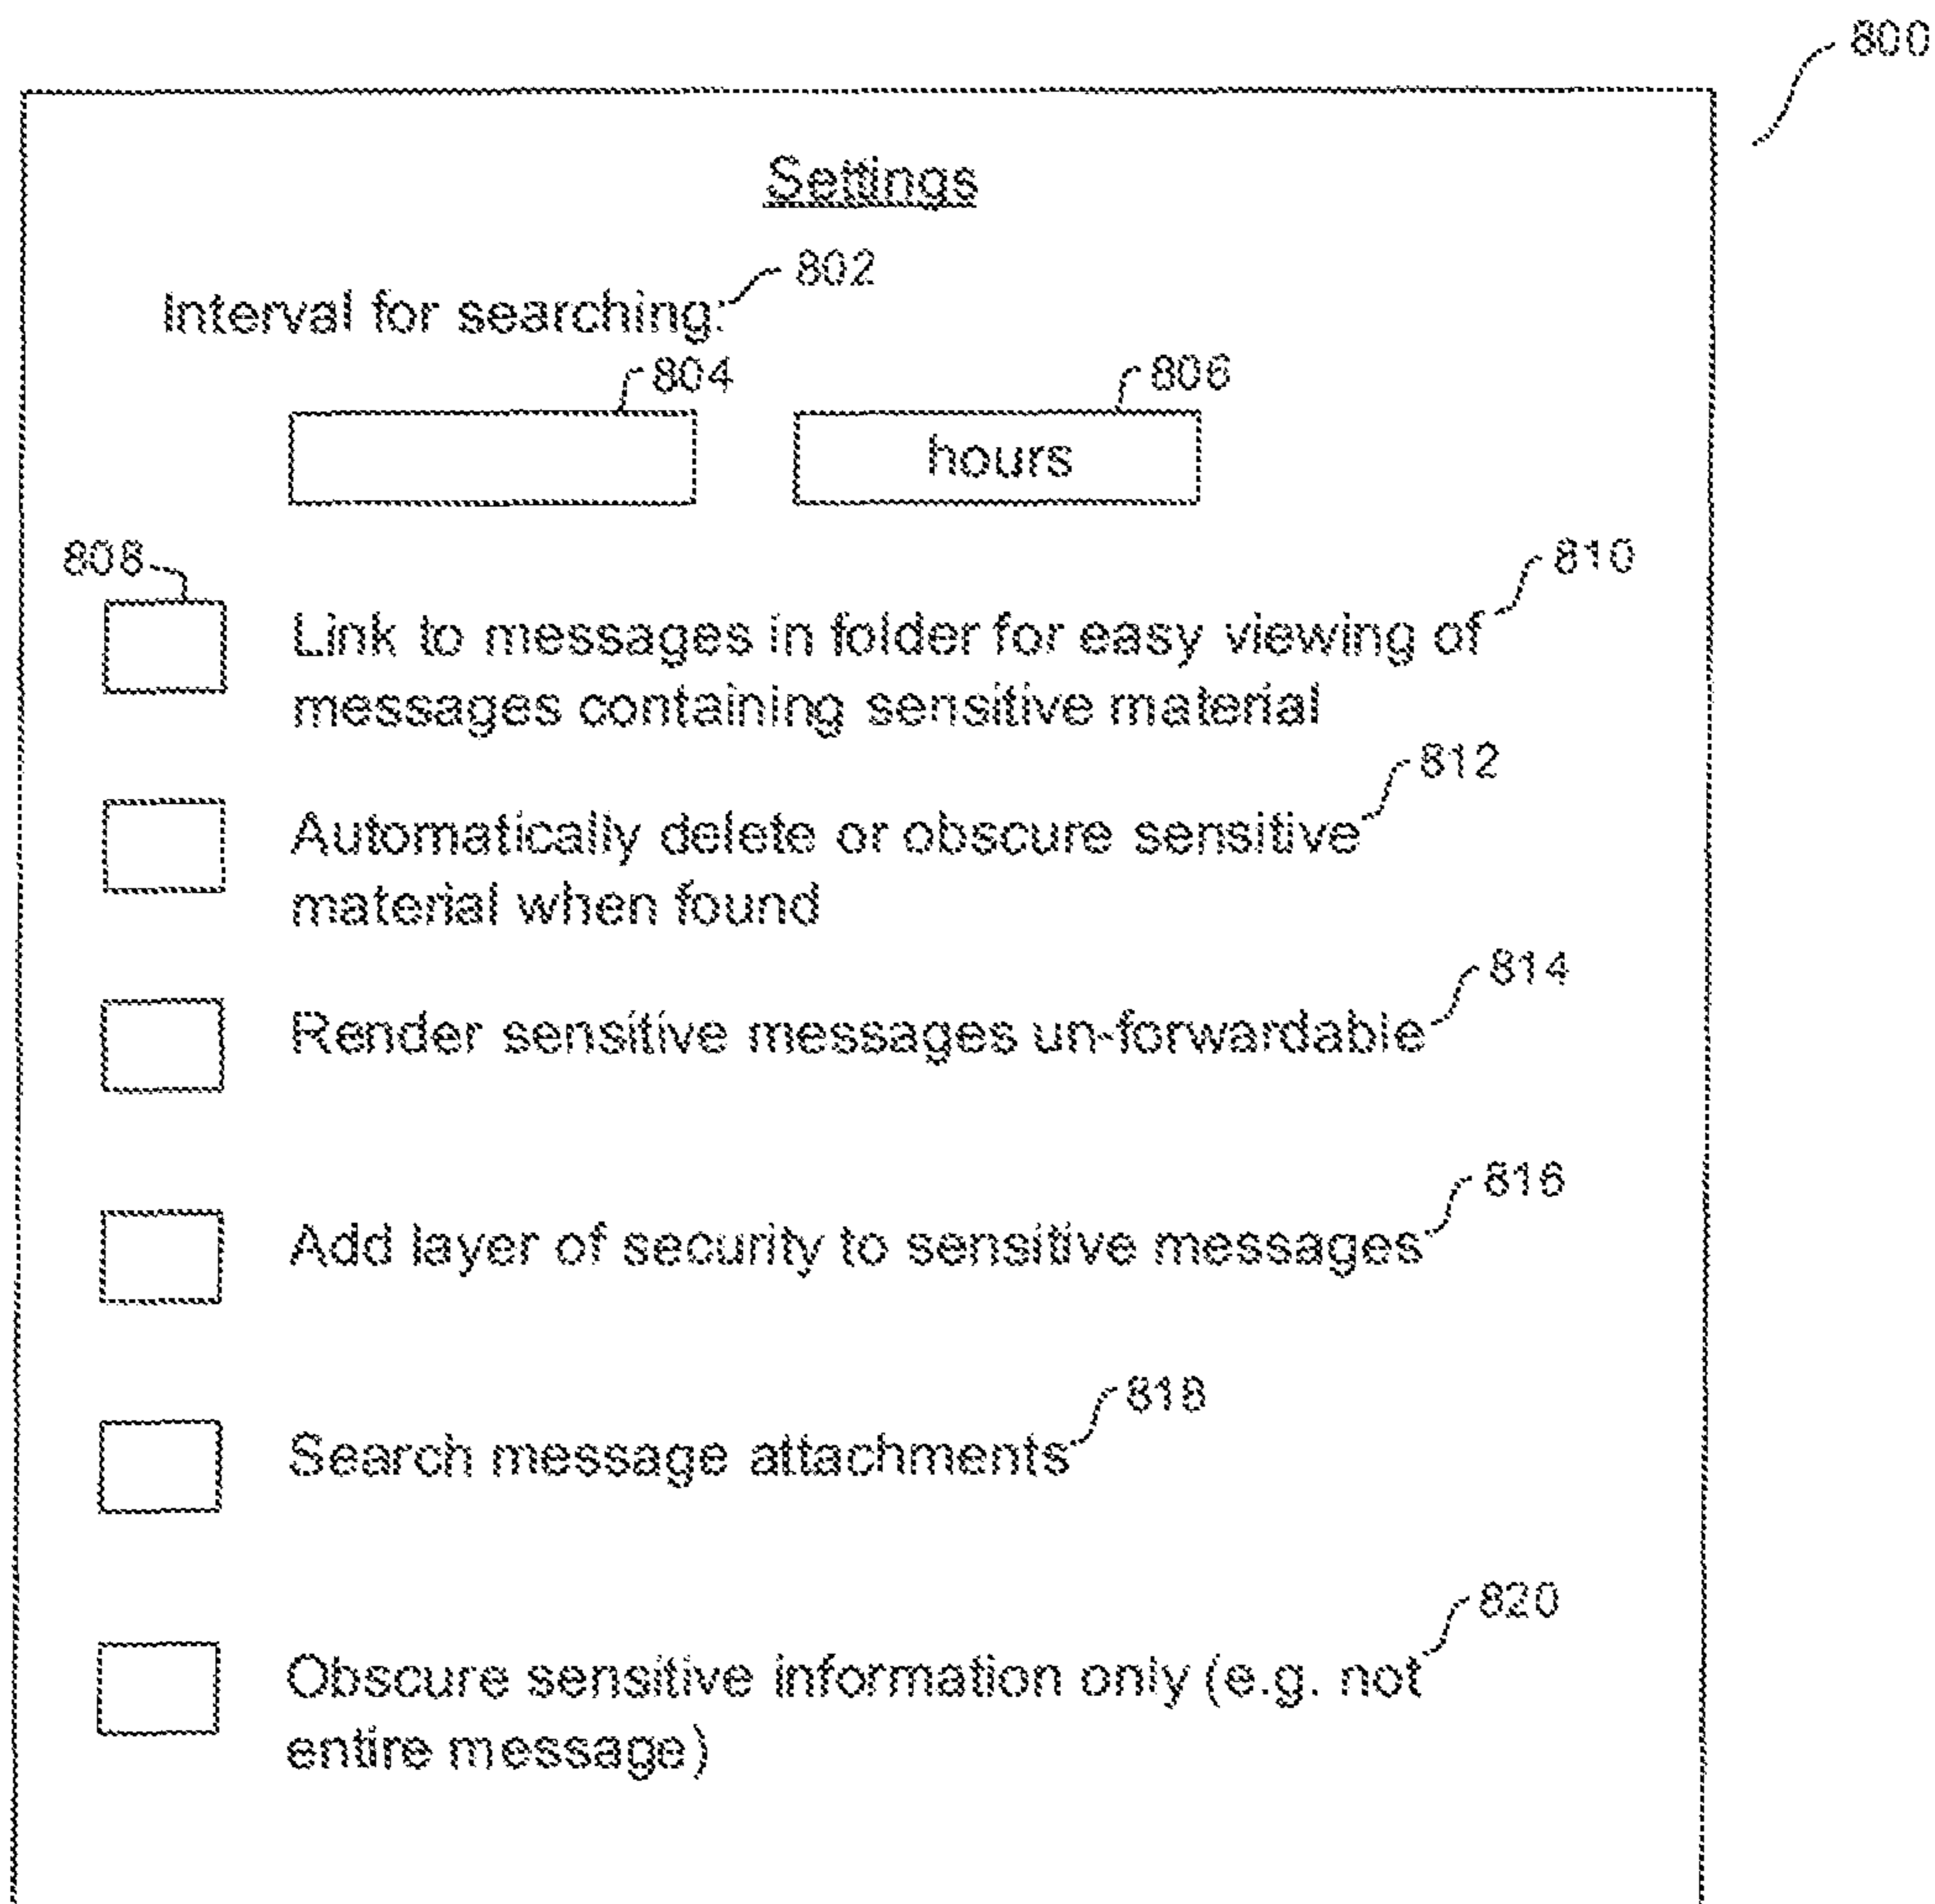 800
Settings
802
Interval for searching:
804 806
hours
808 810
Link to messages in folder for easy viewing of
messages containing sensitive material
812
Automatically delete or obscure sensitive
material when found
814
Render sensitive messages un-forwardable
816
Add layer of security to sensitive messages
818
Search message attachments
820
Obscure sensitive information only (e.g. not
entire message)